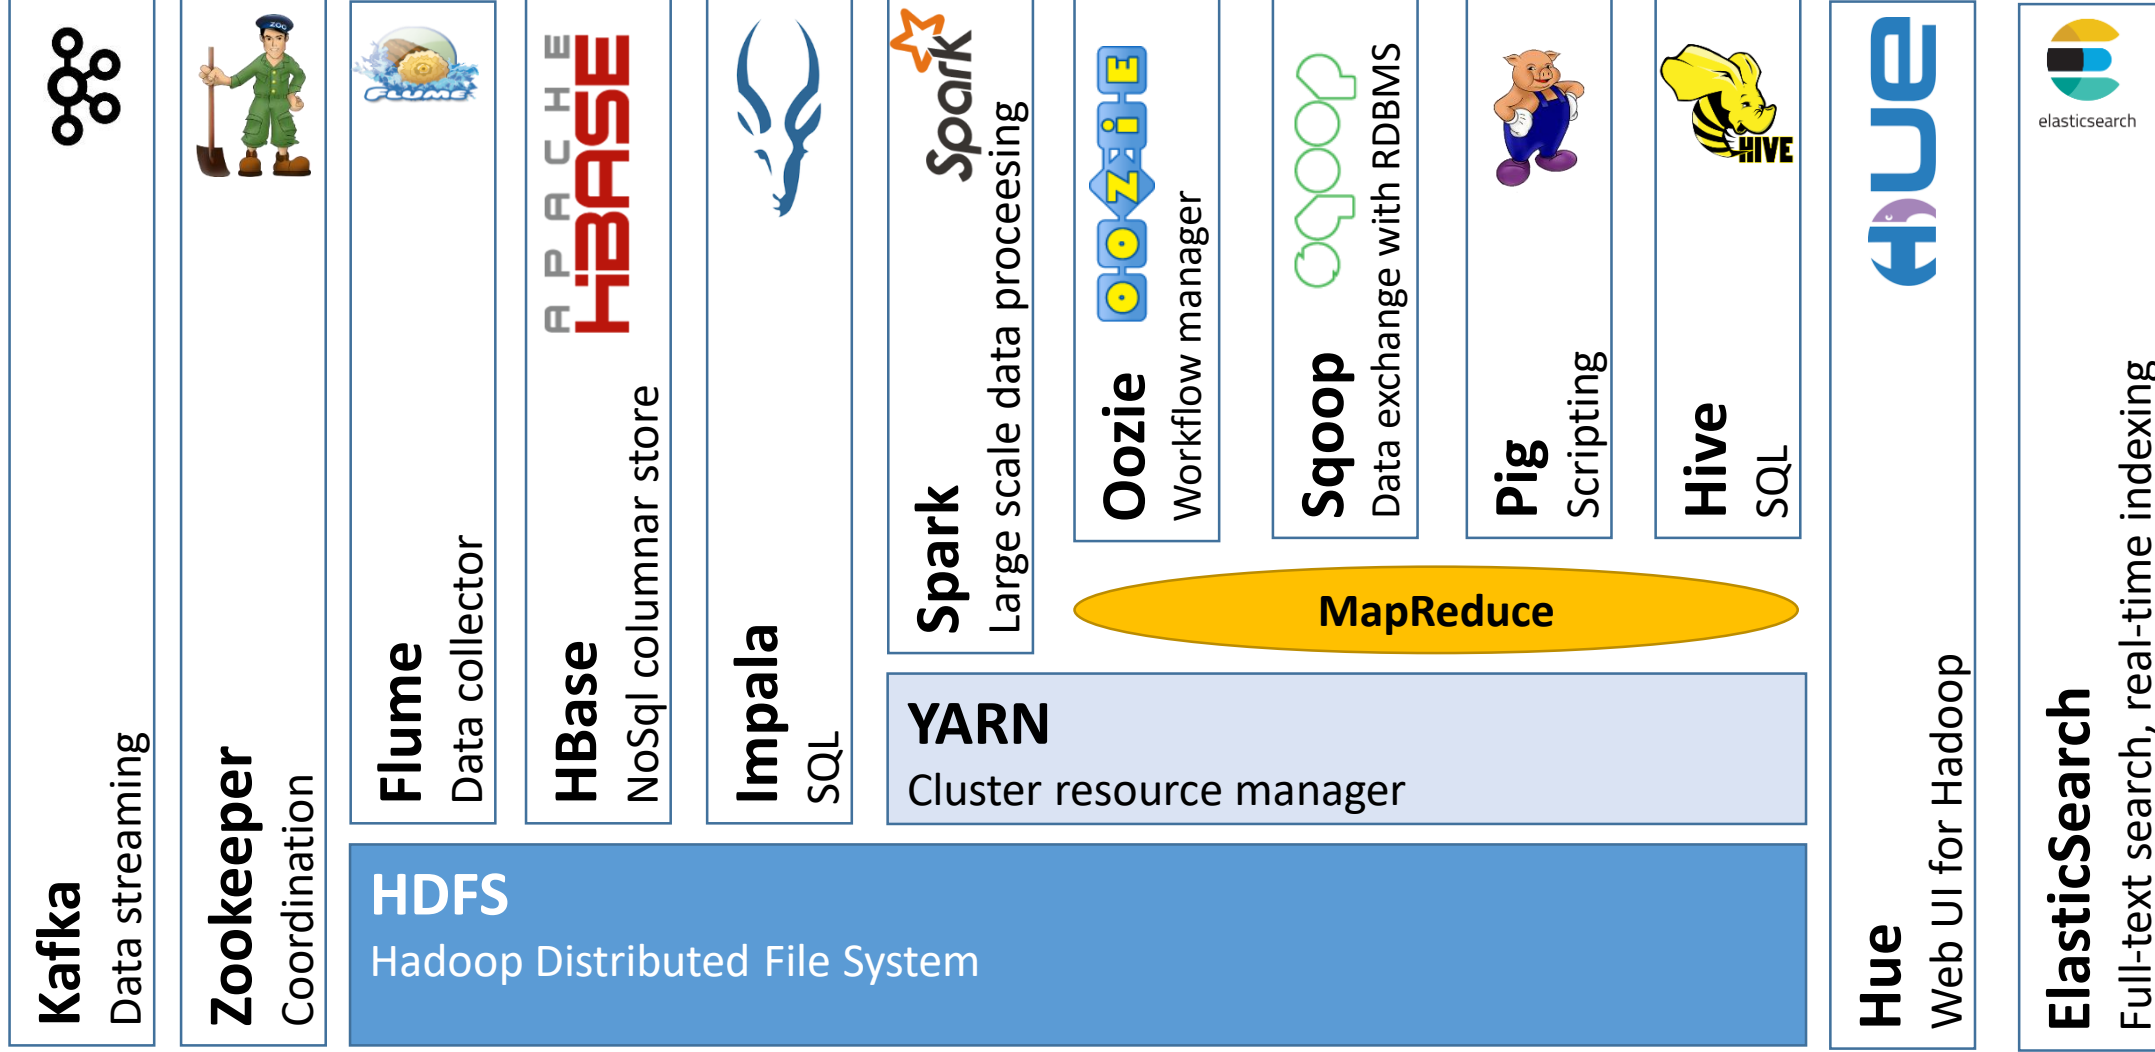 Kafka
Data streaming
ZOO
Zookeeper
Coordination
FLUME
Flume
Data collector
APACHE
HBASE
HBase
NoSql columnar store
Impala
SQL
Spark
Spark
Large scale data proceesing
OOZIE
Oozie
Workflow manager
sqoop
Sqoop
Data exchange with RDBMS
Pig
Scripting
HIVE
Hive
SQL
MapReduce
YARN
Cluster resource manager
HDFS
Hadoop Distributed File System
HUE
Hue
Web UI for Hadoop
elasticsearch
ElasticSearch
Full-text search, real-time indexing